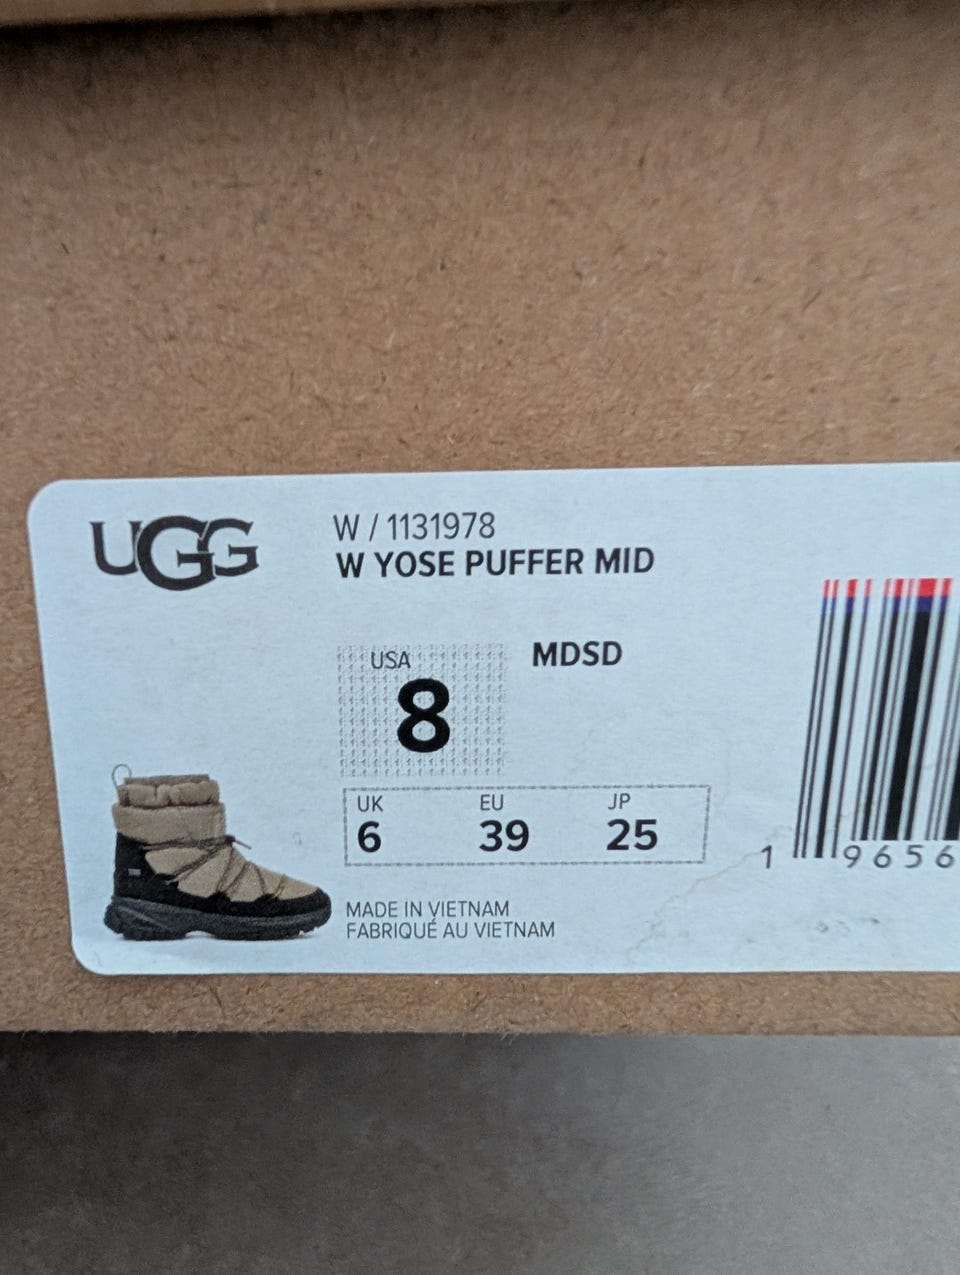 UGG
W / 1131978
W YOSE PUFFER MID
USA
8
MDSD
UK EU JP
6 39 25
MADE IN VIETNAM
FABRIQUÉ AU VIETNAM
1 9656